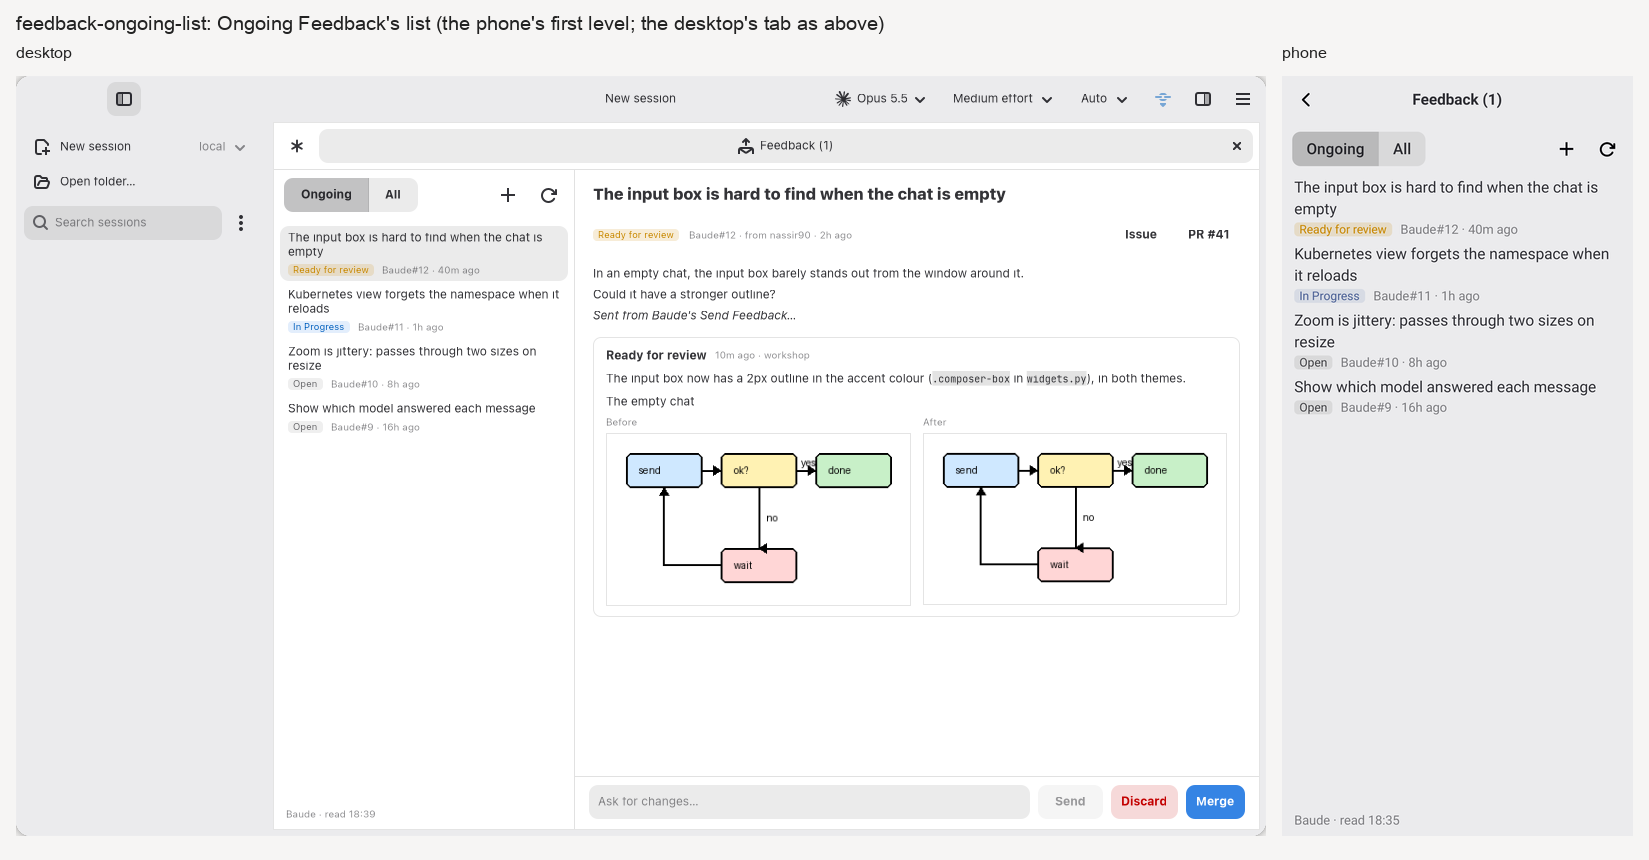 feedback-ongoing-list: Ongoing Feedback's list (the phone's first level; the desktop's tab as above)
desktop
New session
Opus 5.5
Medium effort
Auto
New session
local
Open folder...
Search sessions
Feedback (1)
Ongoing
All
The input box is hard to find when the chat is
empty
Ready for review
Baude#12 · 40m ago
Kubernetes view forgets the namespace when it
reloads
In Progress
Baude#11 · 1h ago
Zoom is jittery: passes through two sizes on
resize
Open
Baude#10 · 8h ago
Show which model answered each message
Open
Baude#9 · 16h ago
Baude · read 18:39
The input box is hard to find when the chat is empty
Ready for review
Baude#12 · from nassir90 · 2h ago
Issue
PR #41
In an empty chat, the input box barely stands out from the window around it.
Could it have a stronger outline?
Sent from Baude's Send Feedback...
Ready for review
10m ago · workshop
The input box now has a 2px outline in the accent colour (.composer-box in widgets.py), in both themes.
The empty chat
Before
send
ok?
yes
done
no
wait
After
send
ok?
yes
done
no
wait
Ask for changes...
Send
Discard
Merge
phone
Feedback (1)
Ongoing
All
The input box is hard to find when the chat is
empty
Ready for review
Baude#12 · 40m ago
Kubernetes view forgets the namespace when
it reloads
In Progress
Baude#11 · 1h ago
Zoom is jittery: passes through two sizes on
resize
Open
Baude#10 · 8h ago
Show which model answered each message
Open
Baude#9 · 16h ago
Baude · read 18:35